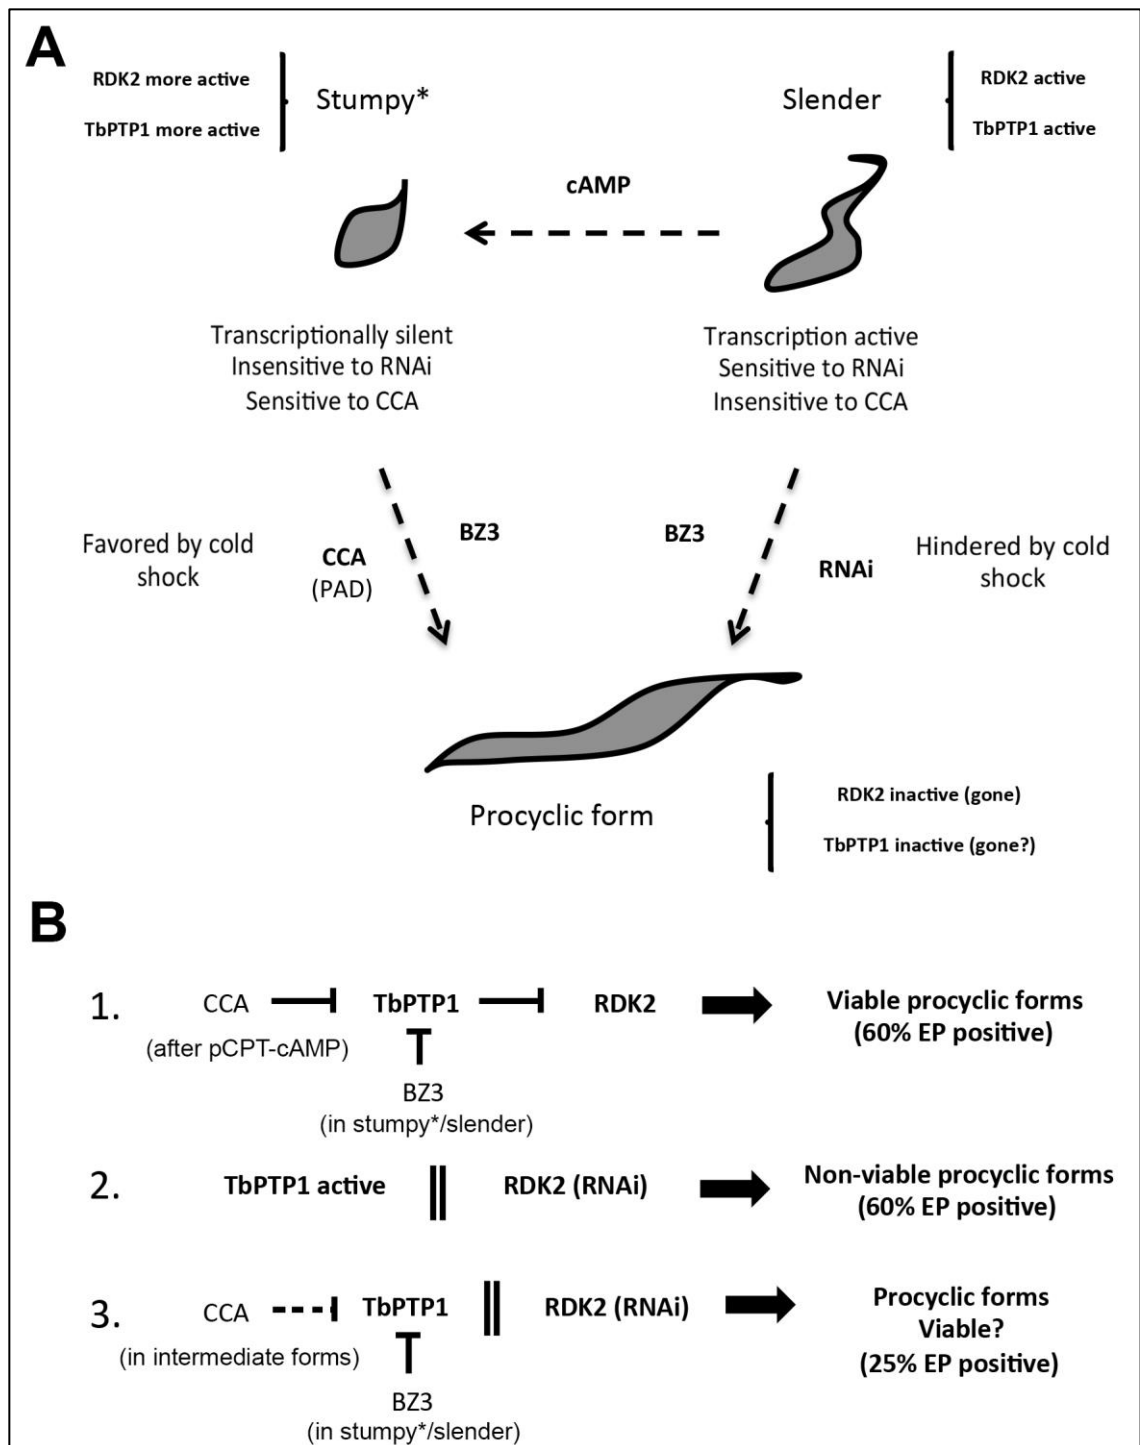 A
RDK2 more active
TbPTP1 more active
Stumpy*
Slender
RDK2 active
TbPTP1 active
cAMP
Transcriptionally silent
Insensitive to RNAi
Sensitive to CCA
Transcription active
Sensitive to RNAi
Insensitive to CCA
Favored by cold
shock
CCA
(PAD)
BZ3
BZ3
RNAi
Hindered by cold
shock
Procyclic form
RDK2 inactive (gone)
TbPTP1 inactive (gone?)
B
1.
CCA
(after pCPT-cAMP)
TbPTP1
BZ3
(in stumpy*/slender)
RDK2
Viable procyclic forms
(60% EP positive)
2.
TbPTP1 active
RDK2 (RNAi)
Non-viable procyclic forms
(60% EP positive)
3.
CCA
(in intermediate forms)
TbPTP1
BZ3
(in stumpy*/slender)
RDK2 (RNAi)
Procyclic forms
Viable?
(25% EP positive)